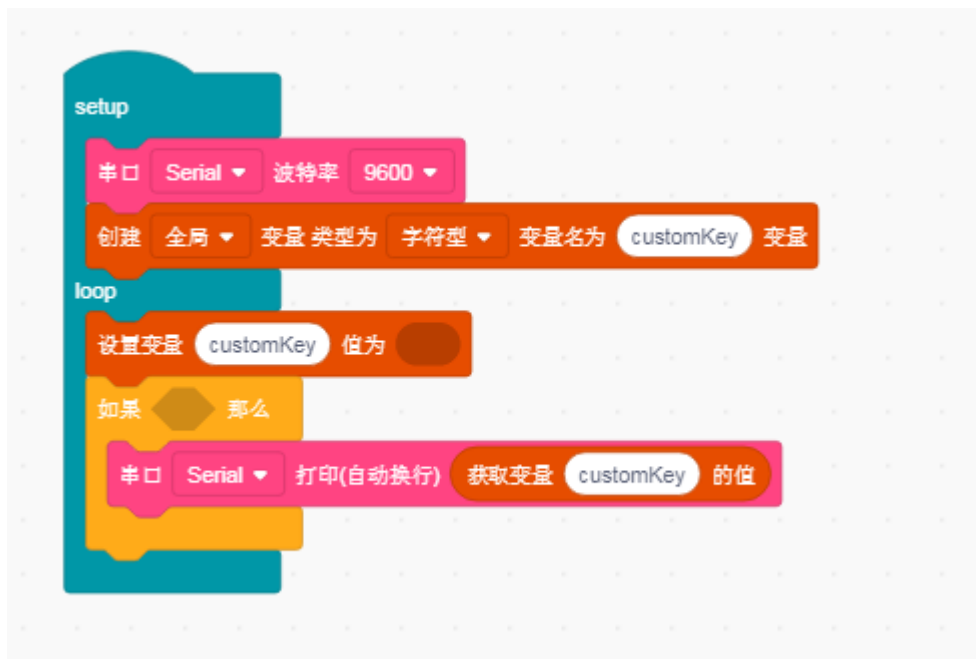 setup
串口 Serial 波特率 9600
创建 全局 变量 类型为 字符型 变量名为 customKey 变量
loop
设置变量 customKey 值为
如果 那么
串口 Serial 打印(自动换行) 获取变量 customKey 的值